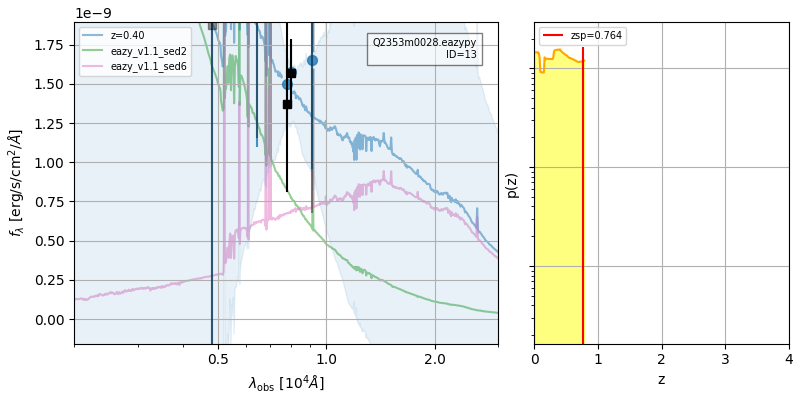 1e−9
z=0.40
eazy_v1.1_sed2
eazy_v1.1_sed6
Q2353m0028.eazypy
ID=13
1.75
1.50
1.25
1.00
0.75
0.50
0.25
0.00
f_λ [erg/s/cm²/Å]
0.5
1.0
2.0
λ_obs [10⁴Å]
zsp=0.764
p(z)
0
1
2
3
4
z